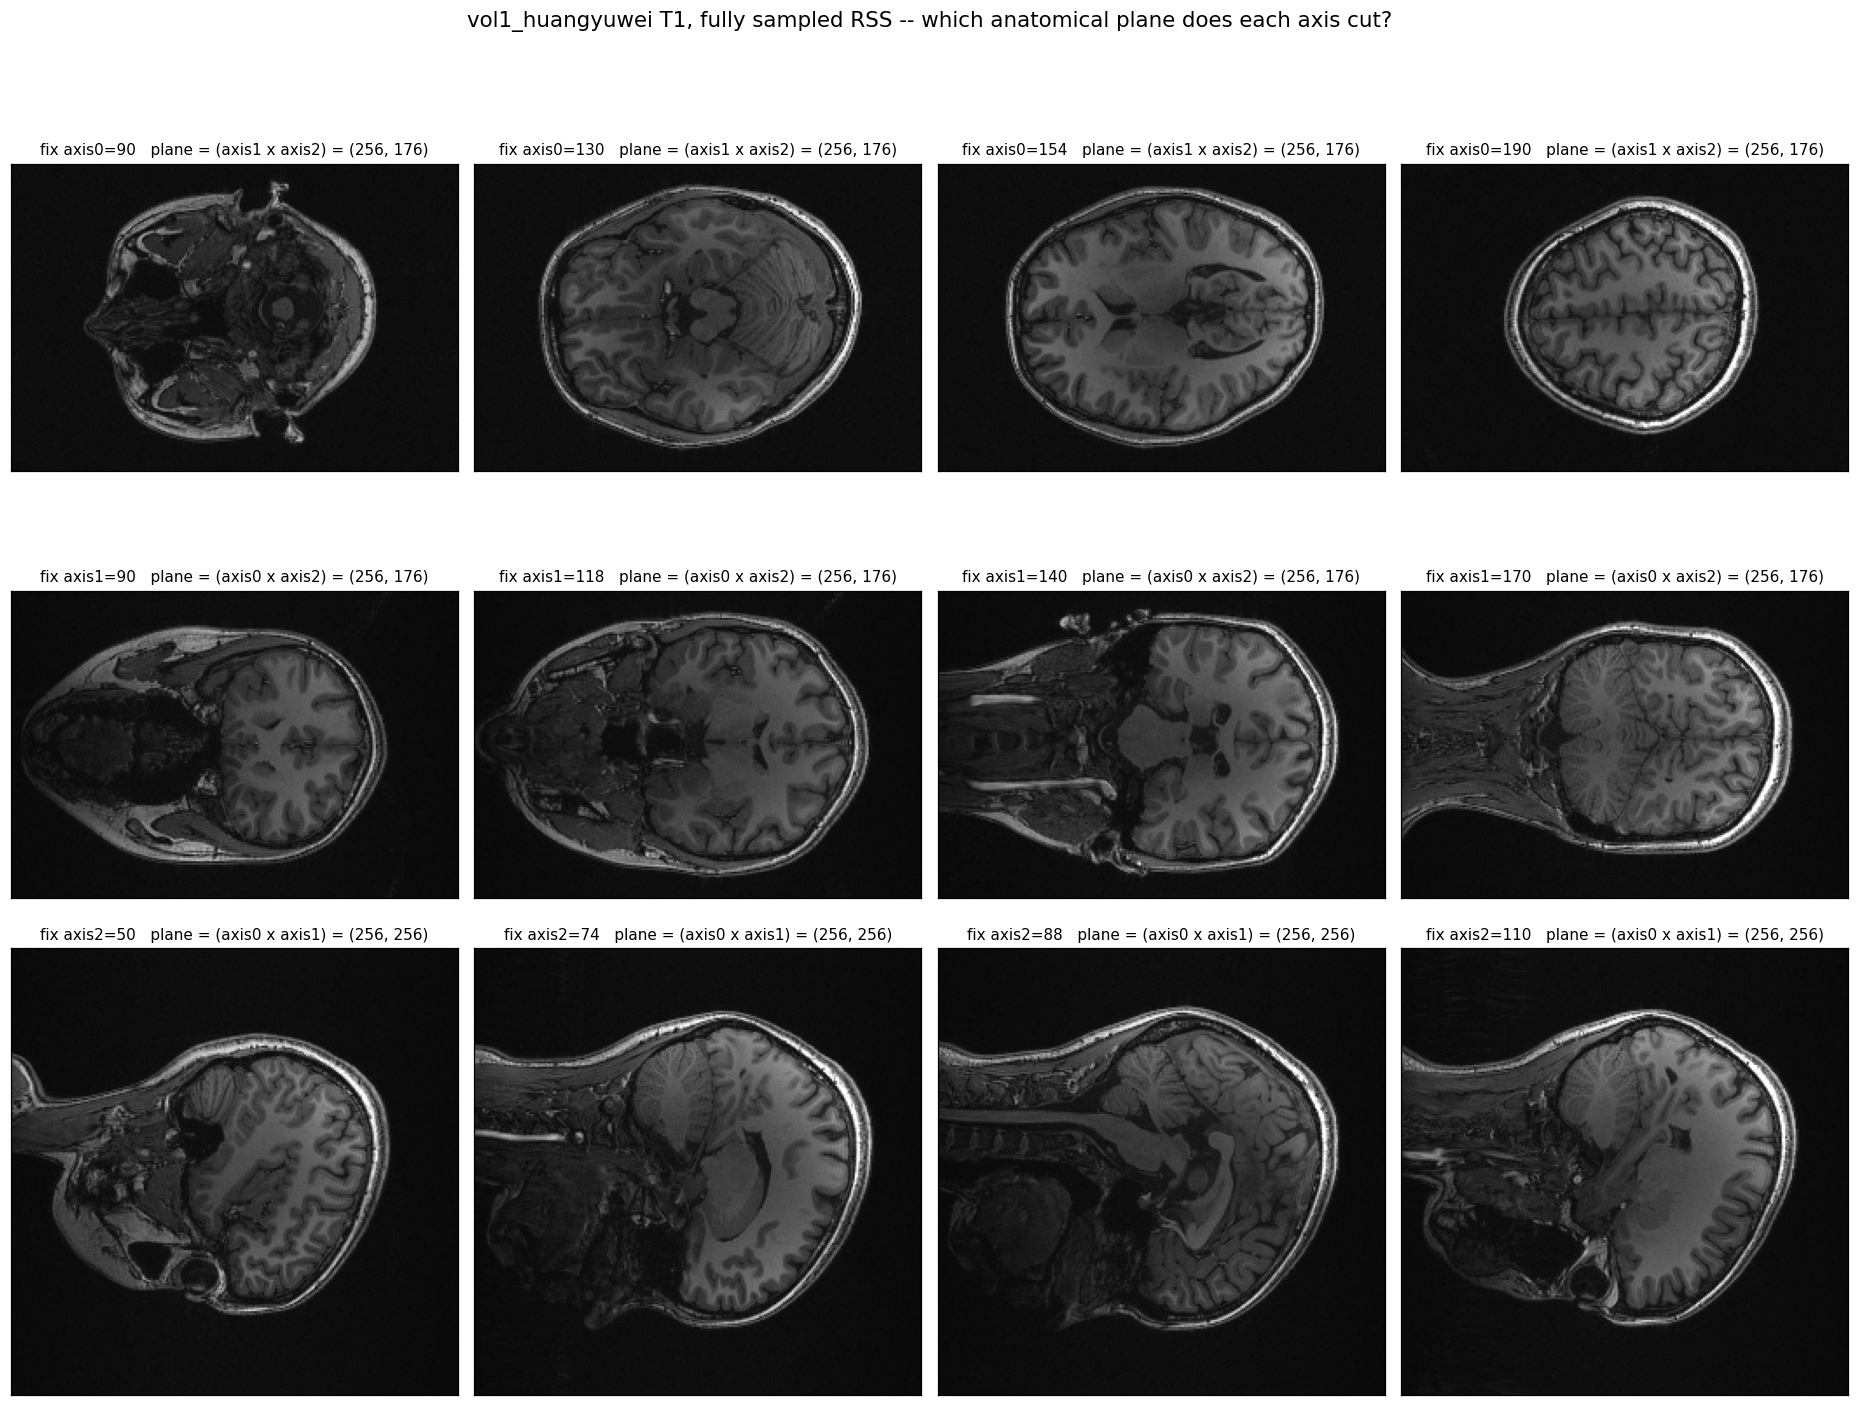 vol1_huangyuwei T1, fully sampled RSS -- which anatomical plane does each axis cut?
fix axis0=90   plane = (axis1 x axis2) = (256, 176)
fix axis0=130   plane = (axis1 x axis2) = (256, 176)
fix axis0=154   plane = (axis1 x axis2) = (256, 176)
fix axis0=190   plane = (axis1 x axis2) = (256, 176)
fix axis1=90   plane = (axis0 x axis2) = (256, 176)
fix axis1=118   plane = (axis0 x axis2) = (256, 176)
fix axis1=140   plane = (axis0 x axis2) = (256, 176)
fix axis1=170   plane = (axis0 x axis2) = (256, 176)
fix axis2=50   plane = (axis0 x axis1) = (256, 256)
fix axis2=74   plane = (axis0 x axis1) = (256, 256)
fix axis2=88   plane = (axis0 x axis1) = (256, 256)
fix axis2=110   plane = (axis0 x axis1) = (256, 256)